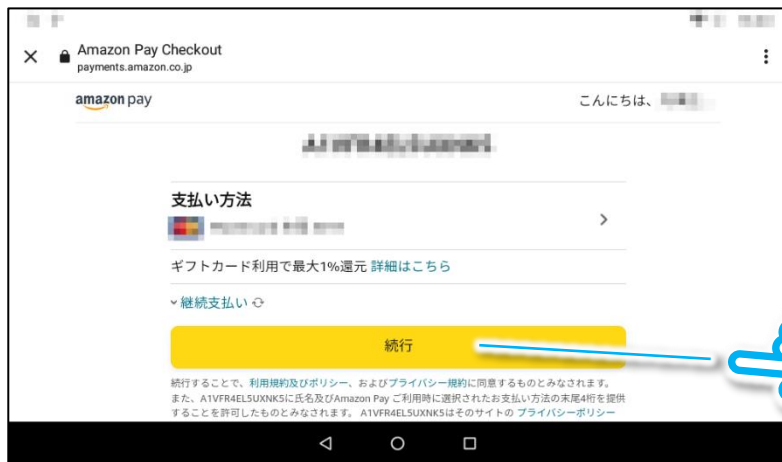 Amazon Pay Checkout
payments.amazon.co.jp
amazon pay
こんにちは、
支払い方法
ギフトカード利用で最大1%還元 詳細はこちら
継続支払い
続行
続行することで、利用規約及びポリシー、およびプライバシー規約に同意するものとみなされます。
また、A1VFR4EL5UXNK5に氏名及びAmazon Pay ご利用時に選択されたお支払い方法の末尾4桁を提供
することを許可したものとみなされます。 A1VFR4EL5UXNK5はそのサイトの プライバシーポリシー